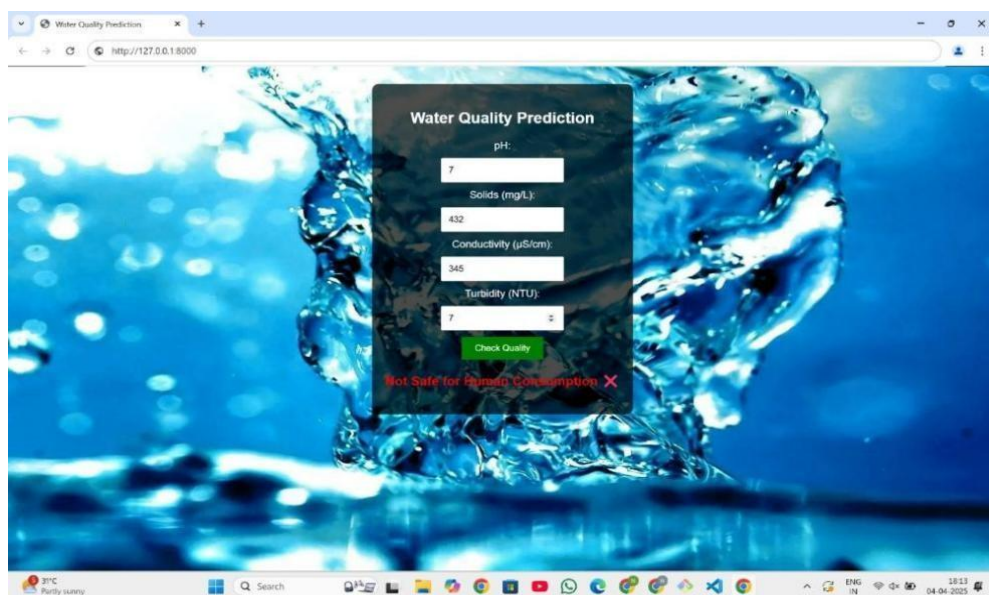 Water Quality Prediction
http://127.0.0.1:8000
Water Quality Prediction
pH:
7
Solids (mg/L):
432
Conductivity (µS/cm):
345
Turbidity (NTU):
7
Check Quality
Not Safe for Human Consumption ❌
31°C
Partly sunny
Search
ENG
IN
18:13
04-04-2025